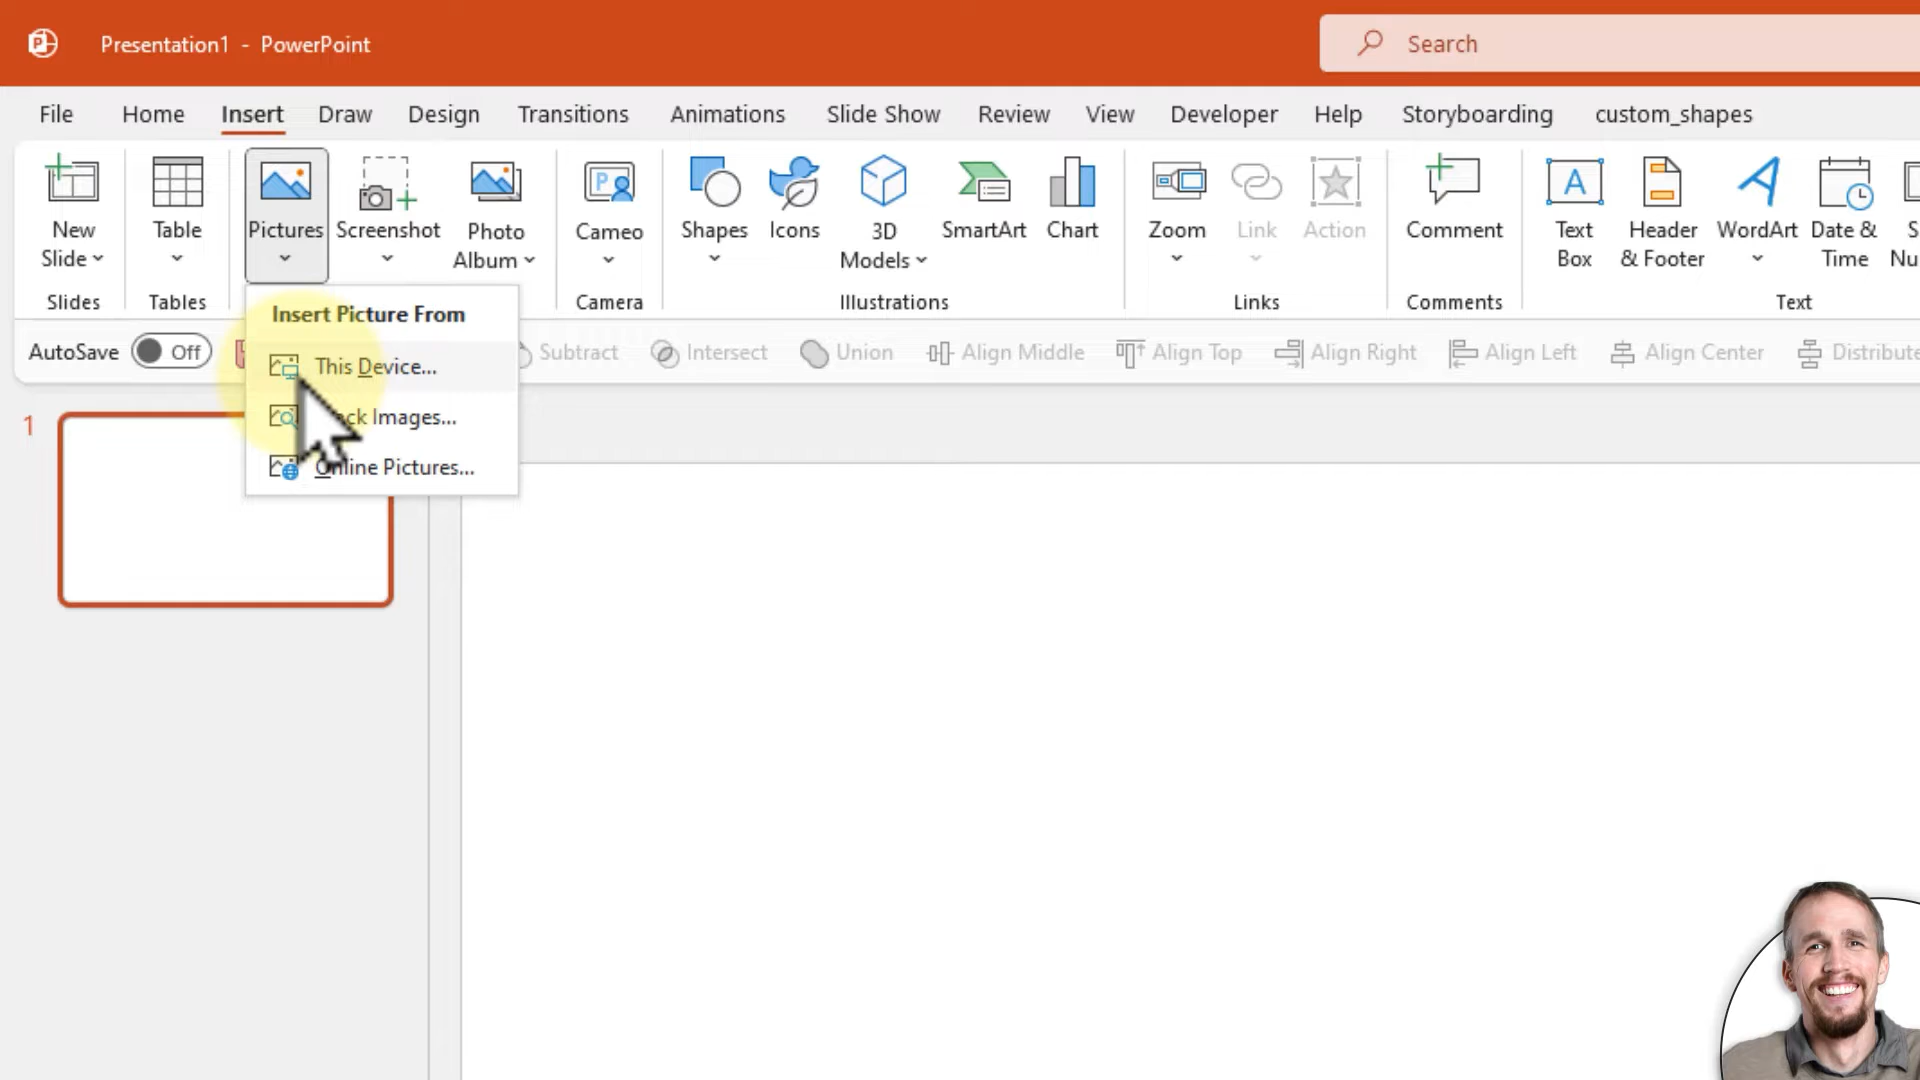 Presentation1 - PowerPoint
Search
File Home Insert Draw Design Transitions Animations Slide Show Review View Developer Help Storyboarding custom_shapes
New Slide
Table
Pictures
Screenshot
Photo Album
Cameo
Shapes
Icons
3D Models
SmartArt
Chart
Zoom
Link
Action
Comment
Text Box
Header & Footer
WordArt
Date & Time
Slides Tables Camera Illustrations Links Comments Text
Insert Picture From
This Device...
Images...
Online Pictures...
AutoSave Off Subtract Intersect Union Align Middle Align Top Align Right Align Left Align Center
1